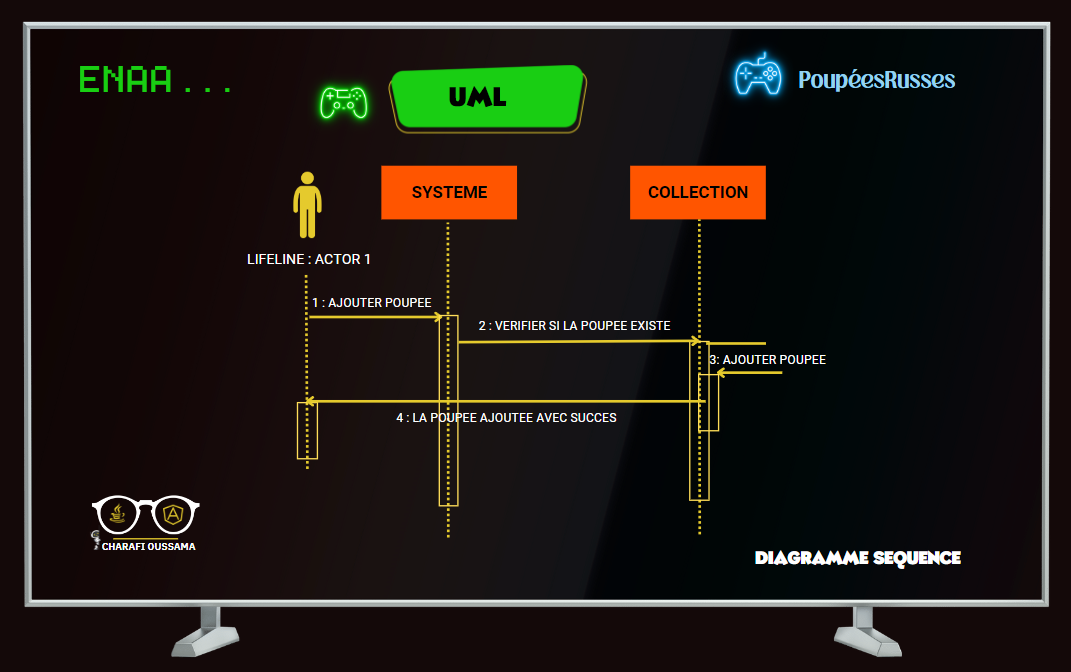 ENAA...
UML
PoupéesRusses
SYSTEME
COLLECTION
LIFELINE : ACTOR 1
1 : AJOUTER POUPEE
2 : VERIFIER SI LA POUPEE EXISTE
3: AJOUTER POUPEE
4 : LA POUPEE AJOUTEE AVEC SUCCES
CHARAFI OUSSAMA
DIAGRAMME SEQUENCE